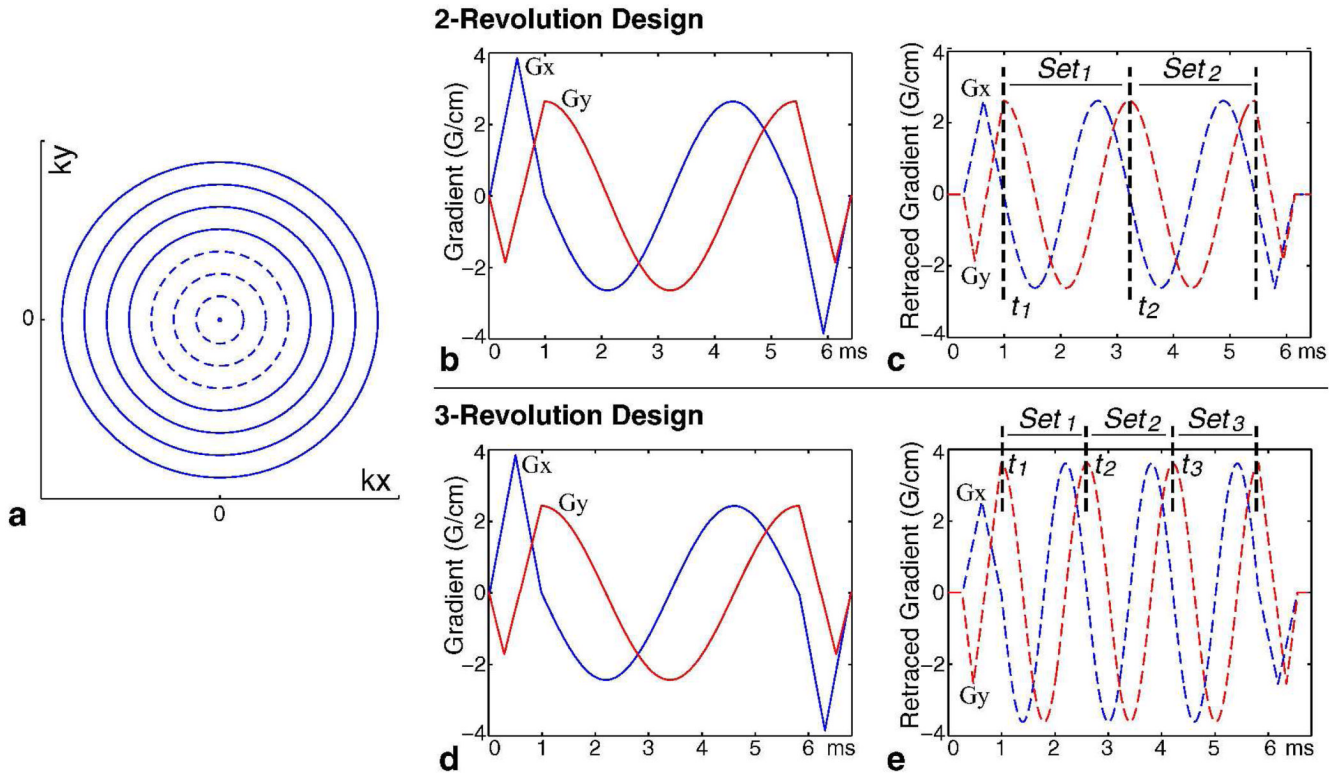 2-Revolution Design
ky
0
kx
0
a
Gradient (G/cm)
4
2
0
−2
−4
Gx
Gy
0 1 2 3 4 5 6 ms
b
Retraced Gradient (G/cm)
4
2
0
−2
−4
Set1 Set2
Gx
Gy
t1 t2
0 1 2 3 4 5 6 ms
c
3-Revolution Design
Gradient (G/cm)
4
2
0
−2
−4
Gx
Gy
0 1 2 3 4 5 6 ms
d
Retraced Gradient (G/cm)
4
2
0
−2
−4
Set1 Set2 Set3
t1 t2 t3
Gx
Gy
0 1 2 3 4 5 6 ms
e